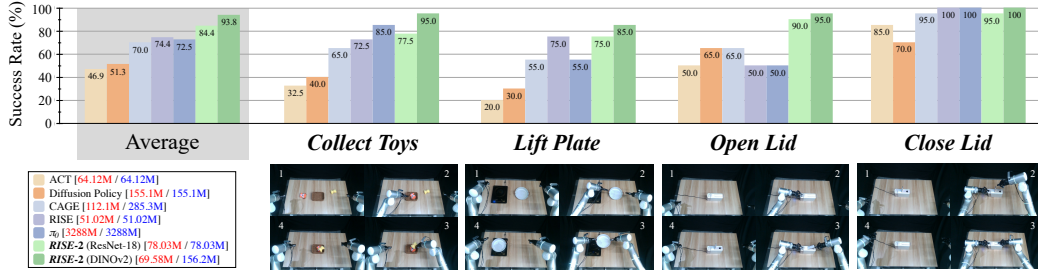 Success Rate (%)
100
80
60
40
20
0
46.9 51.3 70.0 74.4 72.5 84.4 93.8
32.5 40.0 65.0 72.5 85.0 77.5 95.0
20.0 30.0 55.0 75.0 55.0 75.0 85.0
50.0 65.0 65.0 50.0 50.0 90.0 95.0
85.0 70.0 95.0 100 100 95.0 100
Average
Collect Toys
Lift Plate
Open Lid
Close Lid
ACT [64.12M / 64.12M]
Diffusion Policy [155.1M / 155.1M]
CAGE [112.1M / 285.3M]
RISE [51.02M / 51.02M]
π₀ [3288M / 3288M]
RISE-2 (ResNet-18) [78.03M / 78.03M]
RISE-2 (DINOv2) [69.58M / 156.2M]
1 2 1 2 1 2 1 2
4 3 4 3 4 3 4 3